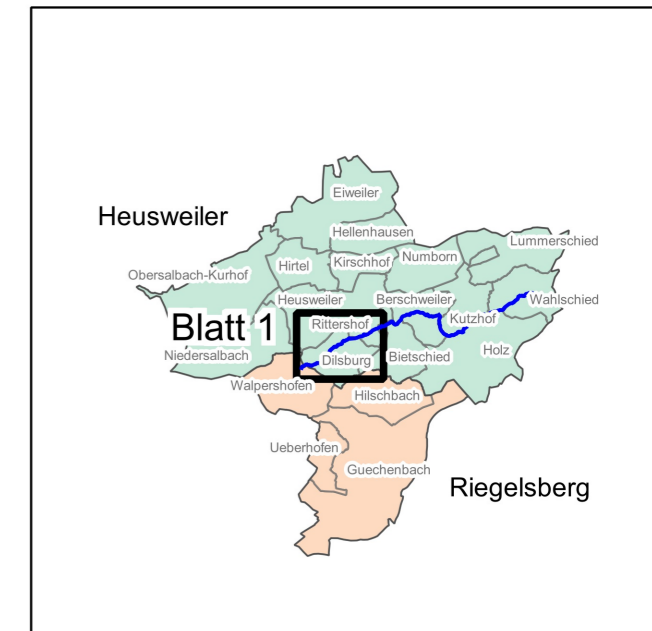 Eiweiler
Heusweiler
Hellenhausen
Lummerschied
Numborn
Kirschhof
Hirtel
Obersalbach-Kurhof
Heusweiler
Berschweiler
Wahlschied
Kutzhof
Blatt 1
Rittershof
Holz
Niedersalbach
Dilsburg
Bietschied
Walpershofen
Hilschbach
Ueberhofen
Guechenbach
Riegelsberg